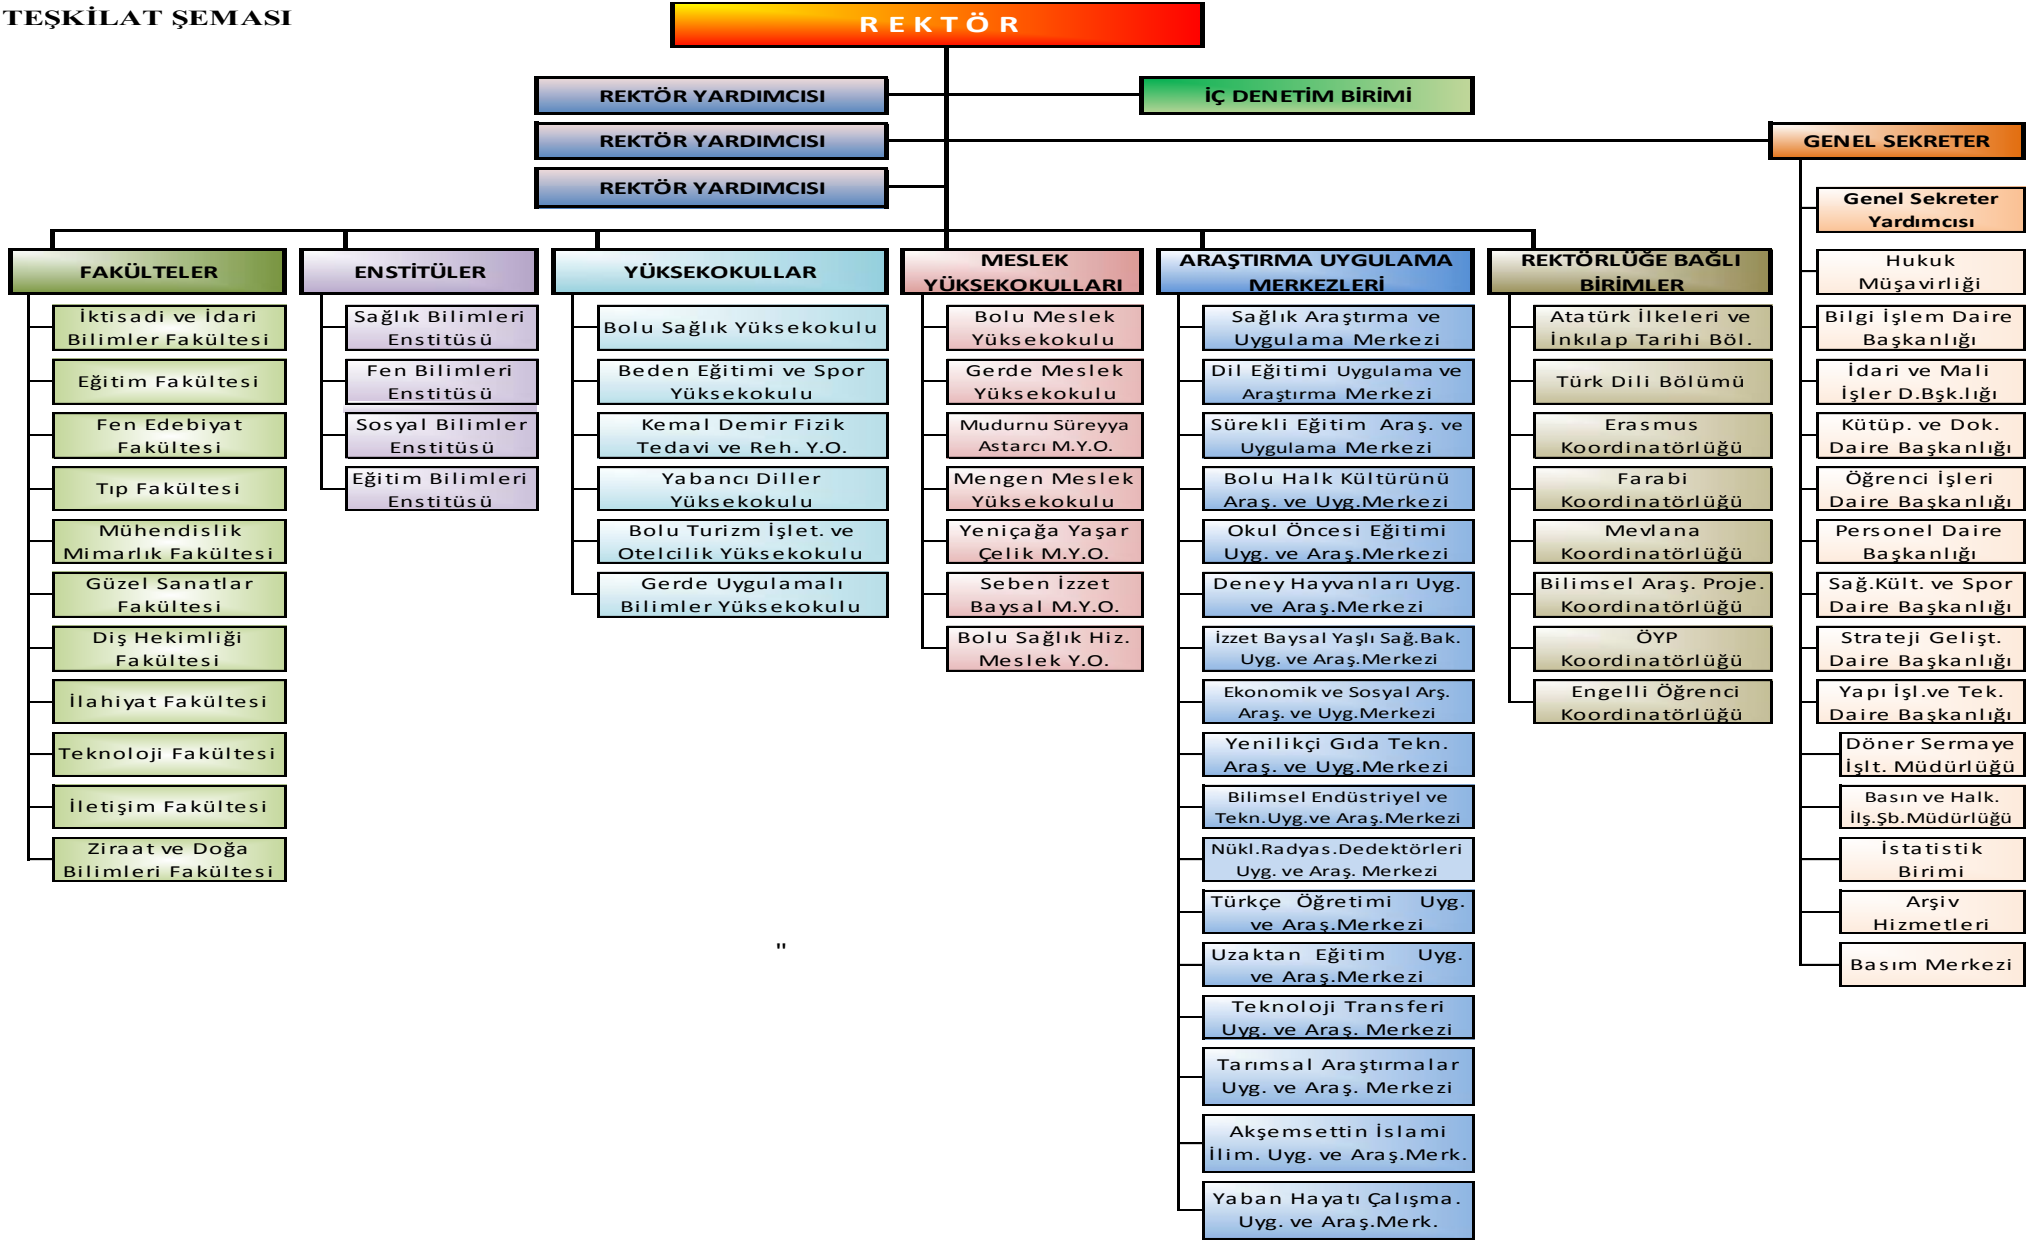 TEŞKİLAT ŞEMASI
R E K T Ö R
REKTÖR YARDIMCISI
İÇ DENETİM BİRİMİ
REKTÖR YARDIMCISI
GENEL SEKRETER
REKTÖR YARDIMCISI
FAKÜLTELER
İktisadi ve İdari
Bilimler Fakültesi
Eğitim Fakültesi
Fen Edebiyat
Fakültesi
Tıp Fakültesi
Mühendislik
Mimarlık Fakültesi
Güzel Sanatlar
Fakültesi
Diş Hekimliği
Fakültesi
İlahiyat Fakültesi
Teknoloji Fakültesi
İletişim Fakültesi
Ziraat ve Doğa
Bilimleri Fakültesi
ENSTİTÜLER
Sağlık Bilimleri
Enstitüsü
Fen Bilimleri
Enstitüsü
Sosyal Bilimler
Enstitüsü
Eğitim Bilimleri
Enstitüsü
YÜKSEKOKULLAR
Bolu Sağlık Yüksekokulu
Beden Eğitimi ve Spor
Yüksekokulu
Kemal Demir Fizik
Tedavi ve Reh. Y.O.
Yabancı Diller
Yüksekokulu
Bolu Turizm İşlet. ve
Otelcilik Yüksekokulu
Gerde Uygulamalı
Bilimler Yüksekokulu
"
MESLEK
YÜKSEKOKULLARI
Bolu Meslek
Yüksekokulu
Gerde Meslek
Yüksekokulu
Mudurnu Süreyya
Astarcı M.Y.O.
Mengen Meslek
Yüksekokulu
Yeniçağa Yaşar
Çelik M.Y.O.
Seben İzzet
Baysal M.Y.O.
Bolu Sağlık Hiz.
Meslek Y.O.
ARAŞTIRMA UYGULAMA
MERKEZLERİ
Sağlık Araştırma ve
Uygulama Merkezi
Dil Eğitimi Uygulama ve
Araştırma Merkezi
Sürekli Eğitim Araş. ve
Uygulama Merkezi
Bolu Halk Kültürünü
Araş. ve Uyg.Merkezi
Okul Öncesi Eğitimi
Uyg. ve Araş.Merkezi
Deney Hayvanları Uyg.
ve Araş.Merkezi
İzzet Baysal Yaşlı Sağ.Bak.
Uyg. ve Araş.Merkezi
Ekonomik ve Sosyal Arş.
Araş. ve Uyg.Merkezi
Yenilikçi Gıda Tekn.
Araş. ve Uyg.Merkezi
Bilimsel Endüstriyel ve
Tekn.Uyg.ve Araş.Merkezi
Nükl.Radyas.Dedektörleri
Uyg. ve Araş. Merkezi
Türkçe Öğretimi Uyg.
ve Araş.Merkezi
Uzaktan Eğitim Uyg.
ve Araş.Merkezi
Teknoloji Transferi
Uyg. ve Araş. Merkezi
Tarımsal Araştırmalar
Uyg. ve Araş. Merkezi
Akşemsettin İslami
İlim. Uyg. ve Araş.Merk.
Yaban Hayatı Çalışma.
Uyg. ve Araş.Merk.
REKTÖRLÜĞE BAĞLI
BİRİMLER
Atatürk İlkeleri ve
İnkılap Tarihi Böl.
Türk Dili Bölümü
Erasmus
Koordinatörlüğü
Farabi
Koordinatörlüğü
Mevlana
Koordinatörlüğü
Bilimsel Araş. Proje.
Koordinatörlüğü
ÖYP
Koordinatörlüğü
Engelli Öğrenci
Koordinatörlüğü
Genel Sekreter
Yardımcısı
Hukuk
Müşavirliği
Bilgi İşlem Daire
Başkanlığı
İdari ve Mali
İşler D.Bşk.lığı
Kütüp. ve Dok.
Daire Başkanlığı
Öğrenci İşleri
Daire Başkanlığı
Personel Daire
Başkanlığı
Sağ.Kült. ve Spor
Daire Başkanlığı
Strateji Gelişt.
Daire Başkanlığı
Yapı İşl.ve Tek.
Daire Başkanlığı
Döner Sermaye
İşlt. Müdürlüğü
Basın ve Halk.
İlş.Şb.Müdürlüğü
İstatistik
Birimi
Arşiv
Hizmetleri
Basım Merkezi